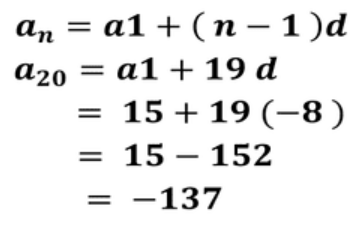 aₙ = a1 + ( n − 1 )d
a₂₀ = a1 + 19 d
= 15 + 19 (−8 )
= 15 − 152
= −137